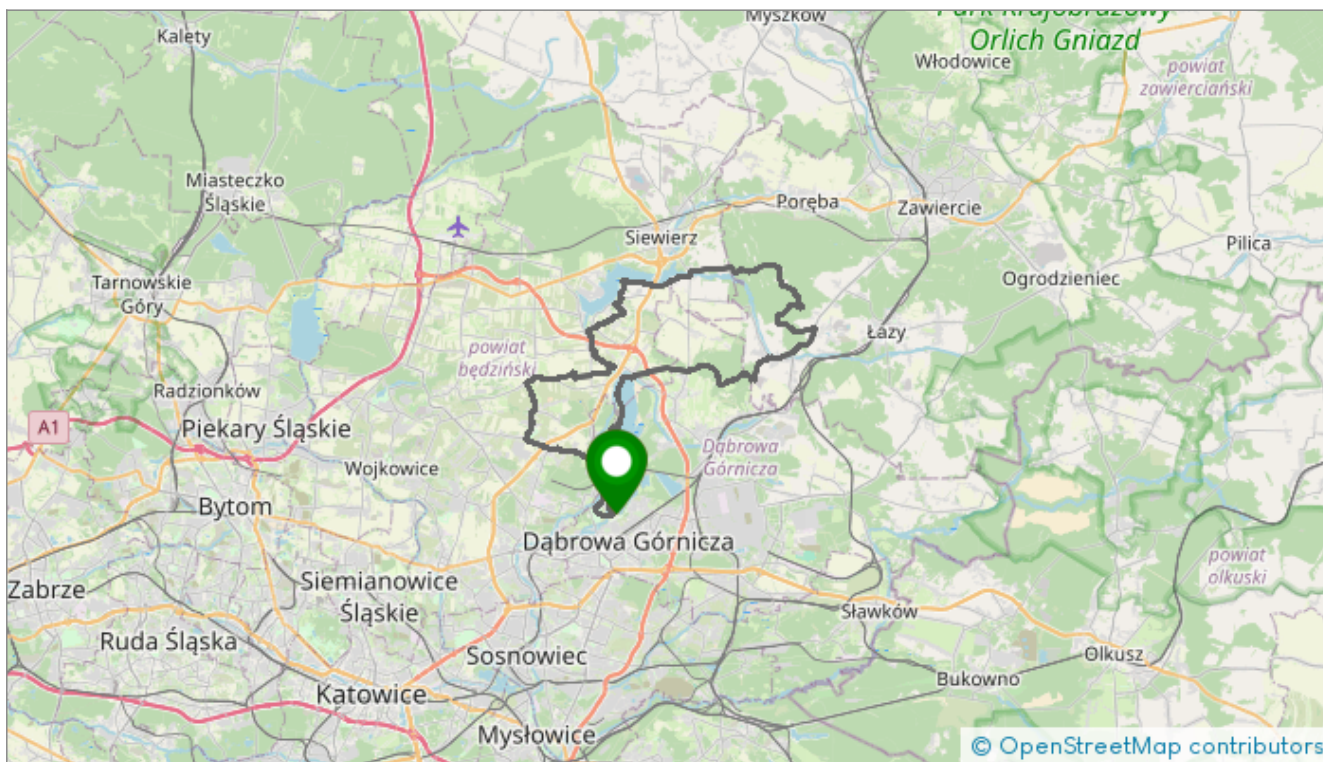 Park Krajobrazowy
Orlich Gniazd
Myszków
Kalety
Włodowice
powiat
zawierciański
Miasteczko
Śląskie
Poręba
Zawiercie
Siewierz
Pilica
Tarnowskie
Góry
Ogrodzieniec
Łazy
powiat
będziński
Radzionków
A1
Piekary Śląskie
Dąbrowa
Górnicza
Wojkowice
Bytom
Dąbrowa Górnicza
powiat
olkuski
Zabrze
Siemianowice
Śląskie
Sławków
Ruda Śląska
Sosnowiec
Olkusz
Bukowno
Katowice
Mysłowice
© OpenStreetMap contributors